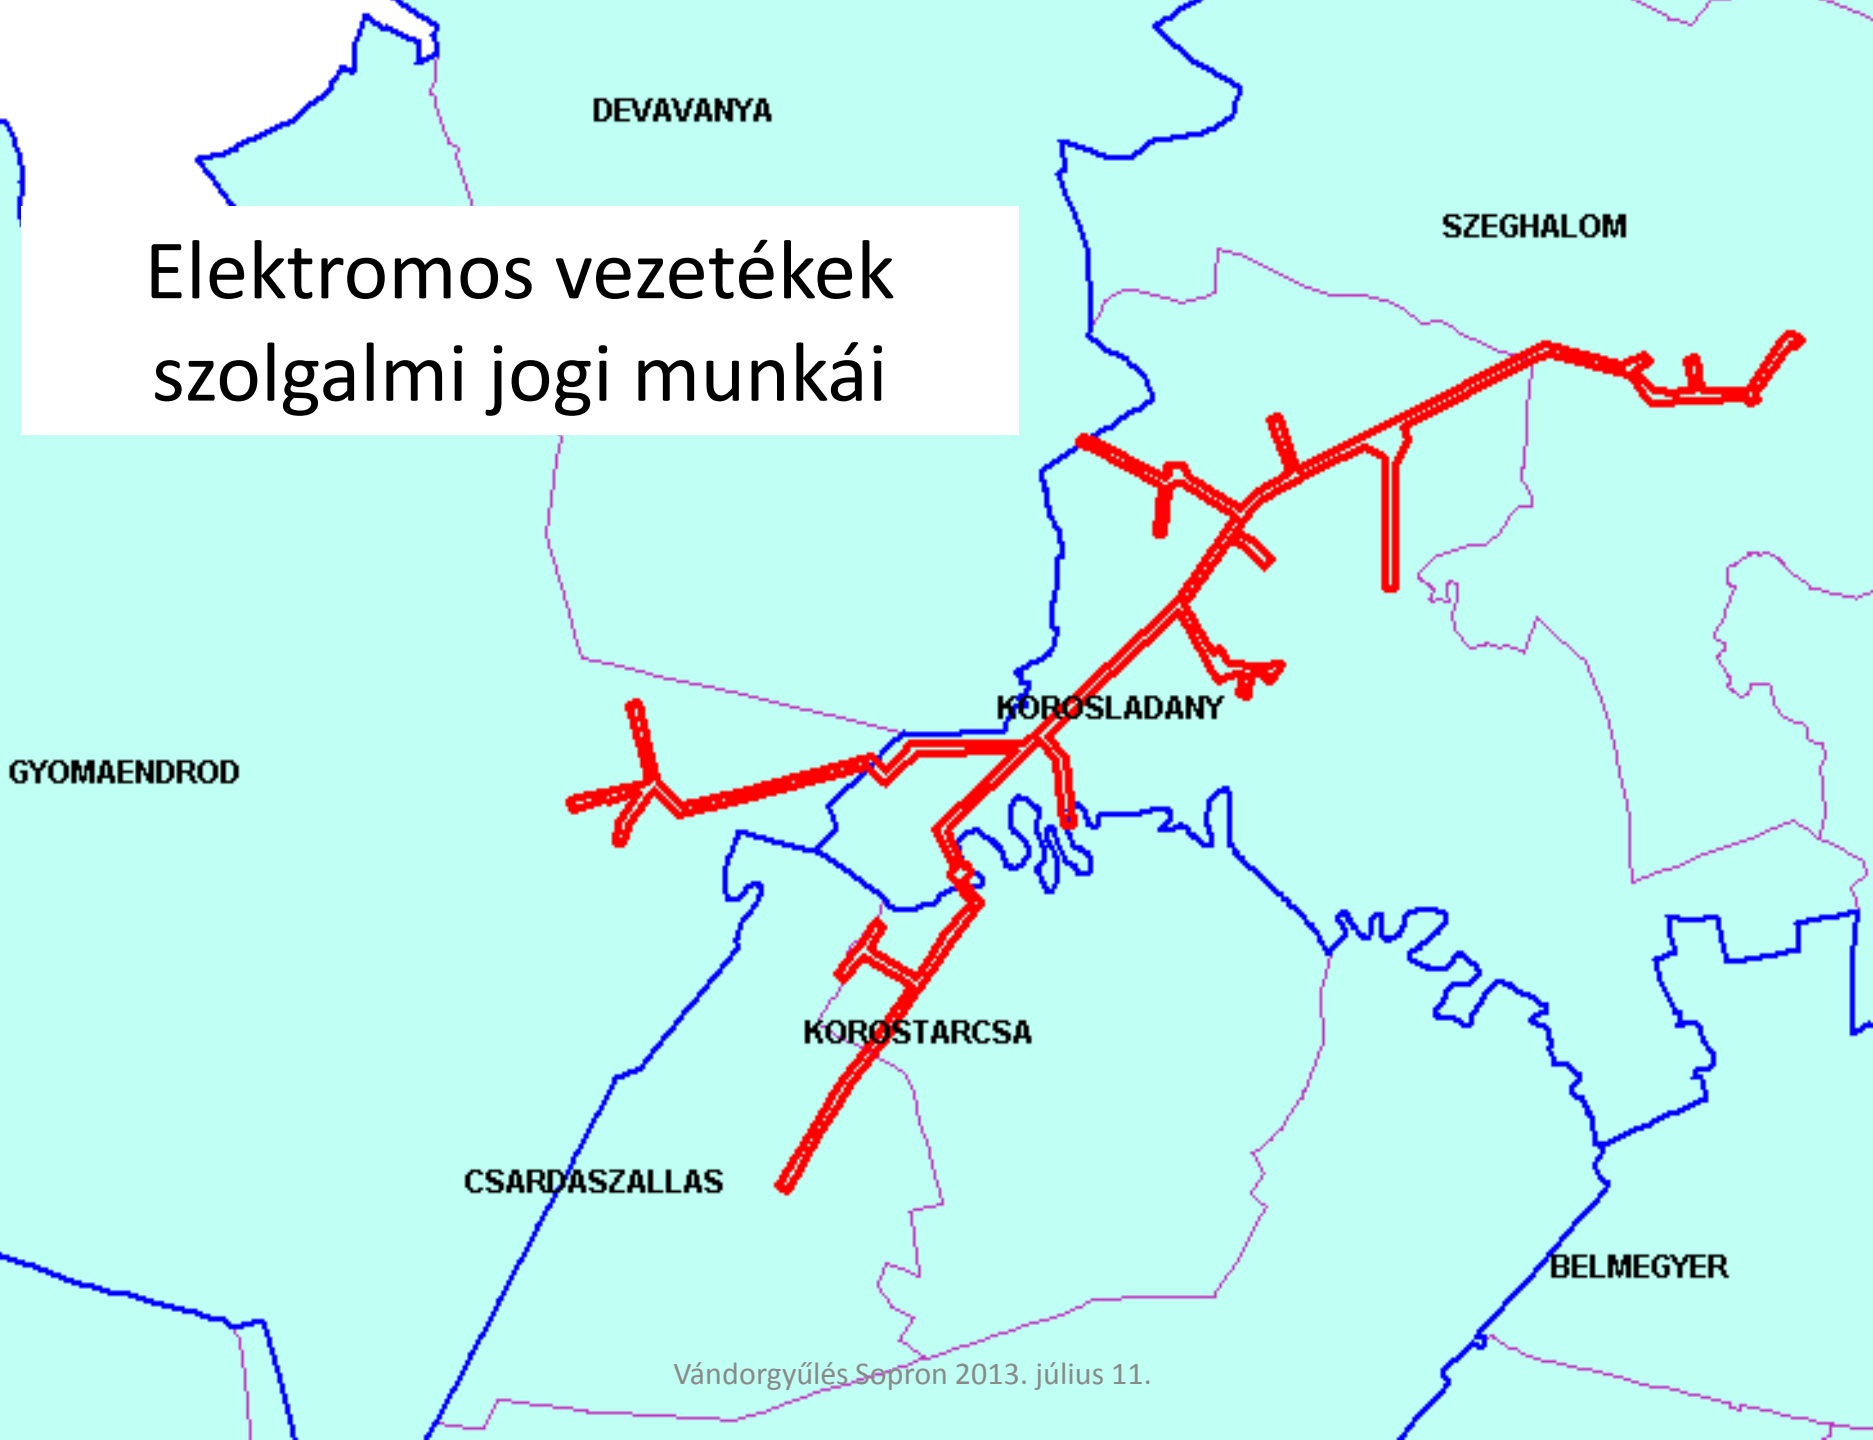 DEVAVANYA
SZEGHALOM
Elektromos vezetékek
szolgalmi jogi munkái
KOROSLADANY
GYOMAENDROD
KOROSTARCSA
CSARDASZALLAS
BELMEGYER
Vándorgyűlés Sopron 2013. július 11.